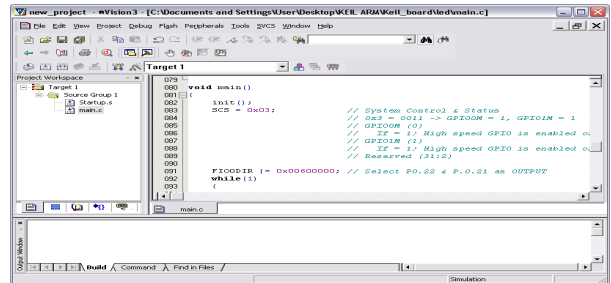 new_project - µVision3 - [C:\Documents and Settings\User\Desktop\KEIL ARM\Keil_board\led\main.c]
File Edit View Project Debug Flash Peripherals Tools SVCS Window Help
Target 1
Project Workspace
Target 1
Source Group 1
Startup.s
main.c
079
080 void main()
081 {
082 init();
083 SCS = 0x03; // System Control & Status
084 // 0x3 = 0011 -> GPIO0M = 1, GPIO1M = 1
085 // GPIO0M (0)
086 // If = 1; High speed GPIO is enabled o
087 // GPIO1M (1)
088 // If = 1; High speed GPIO is enabled o
089 // Reserved (31:2)
090
091 FIO0DIR |= 0x00600000; // Select P0.22 & P.0.21 as OUTPUT
092 while(1)
093 {
main.c
Output Window
Build Command Find in Files
Simulation